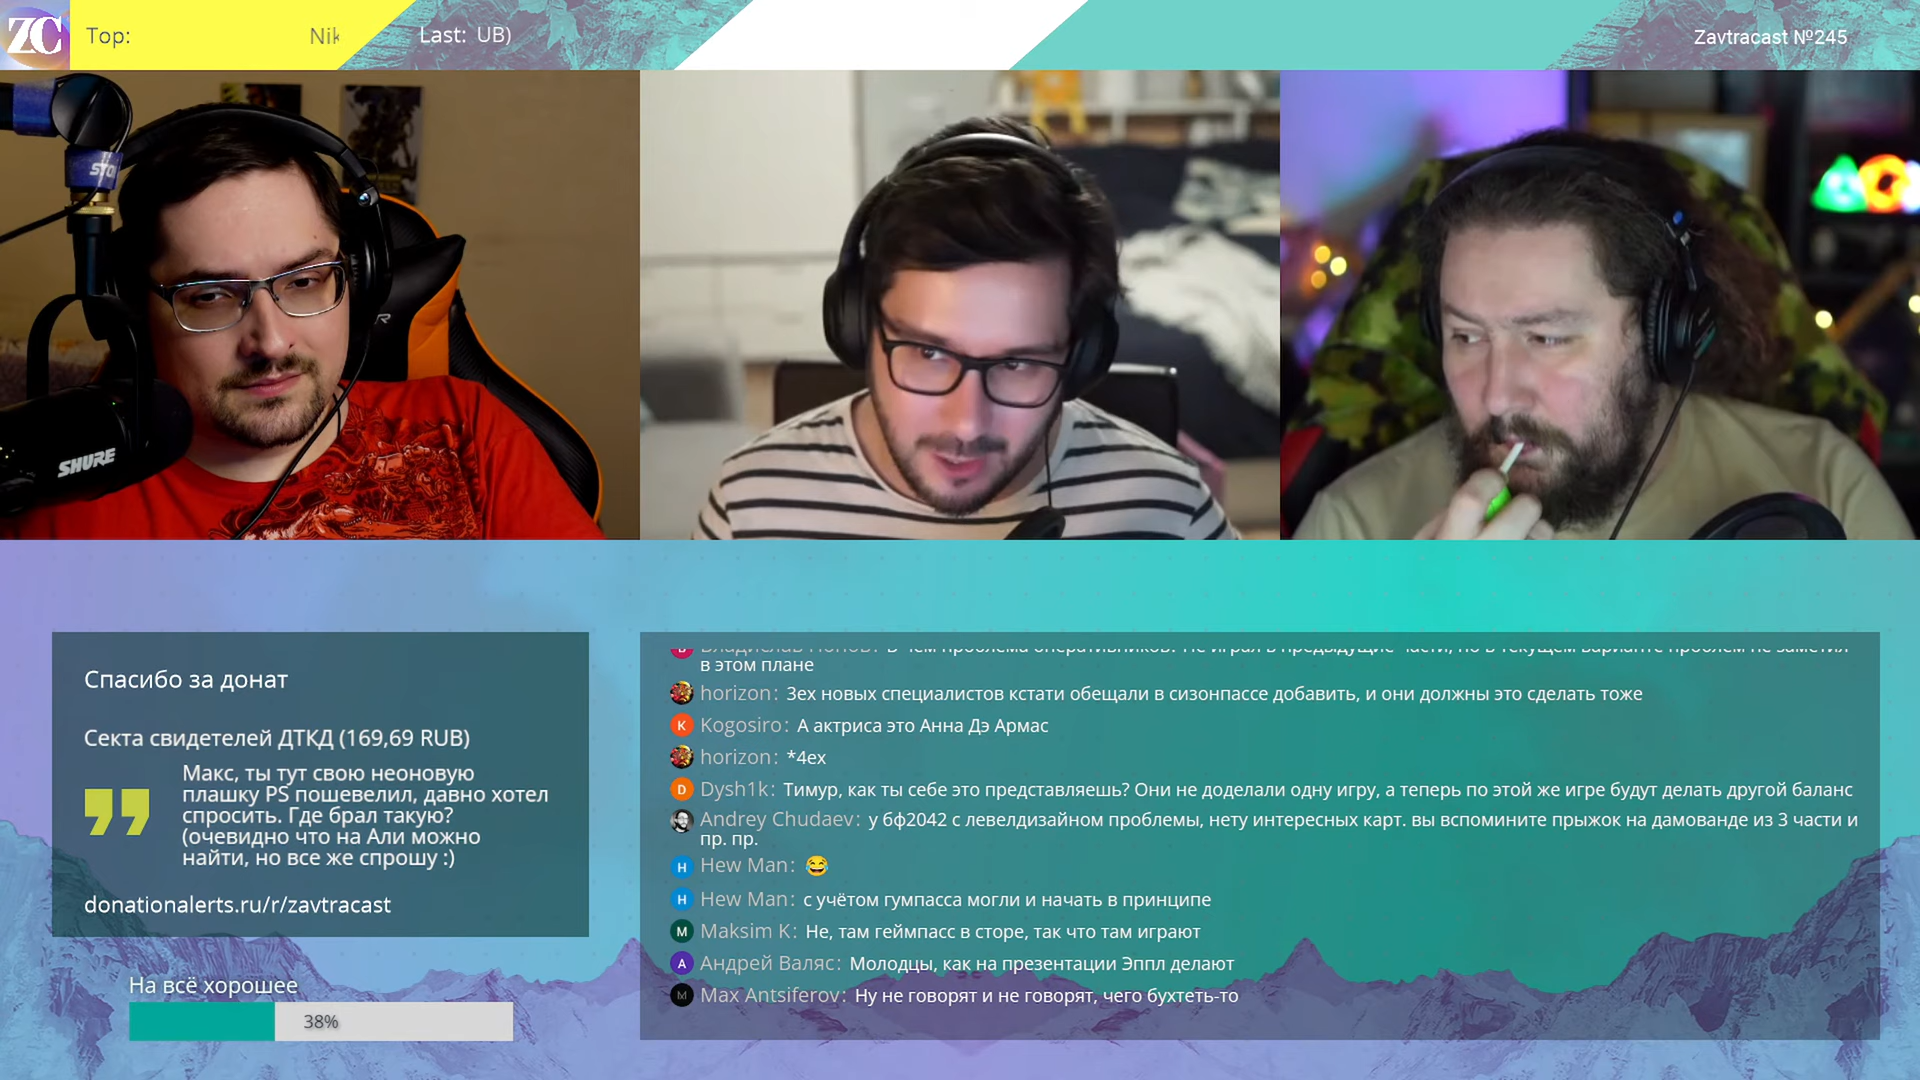 ZC
Top:
Nik
Last: UB)
Zavtracast №245
STO
R
SHURE
Спасибо за донат
Секта свидетелей ДТКД (169,69 RUB)
Макс, ты тут свою неоновую
плашку PS пошевелил, давно хотел
спросить. Где брал такую?
(очевидно что на Али можно
найти, но все же спрошу :)
donationalerts.ru/r/zavtracast
На всё хорошее
38%
в этом плане
horizon: 3ех новых специалистов кстати обещали в сизонпассе добавить, и они должны это сделать тоже
K Kogosiro: А актриса это Анна Дэ Армас
horizon: *4ех
D Dysh1k: Тимур, как ты себе это представляешь? Они не доделали одну игру, а теперь по этой же игре будут делать другой баланс
Andrey Chudaev: у бф2042 с левелдизайном проблемы, нету интересных карт. вы вспомините прыжок на дамованде из 3 части и
пр. пр.
H Hew Man: 😂
H Hew Man: с учётом гумпасса могли и начать в принципе
M Maksim K: Не, там геймпасс в сторе, так что там играют
А Андрей Валяс: Молодцы, как на презентации Эппл делают
M Max Antsiferov: Ну не говорят и не говорят, чего бухтеть-то